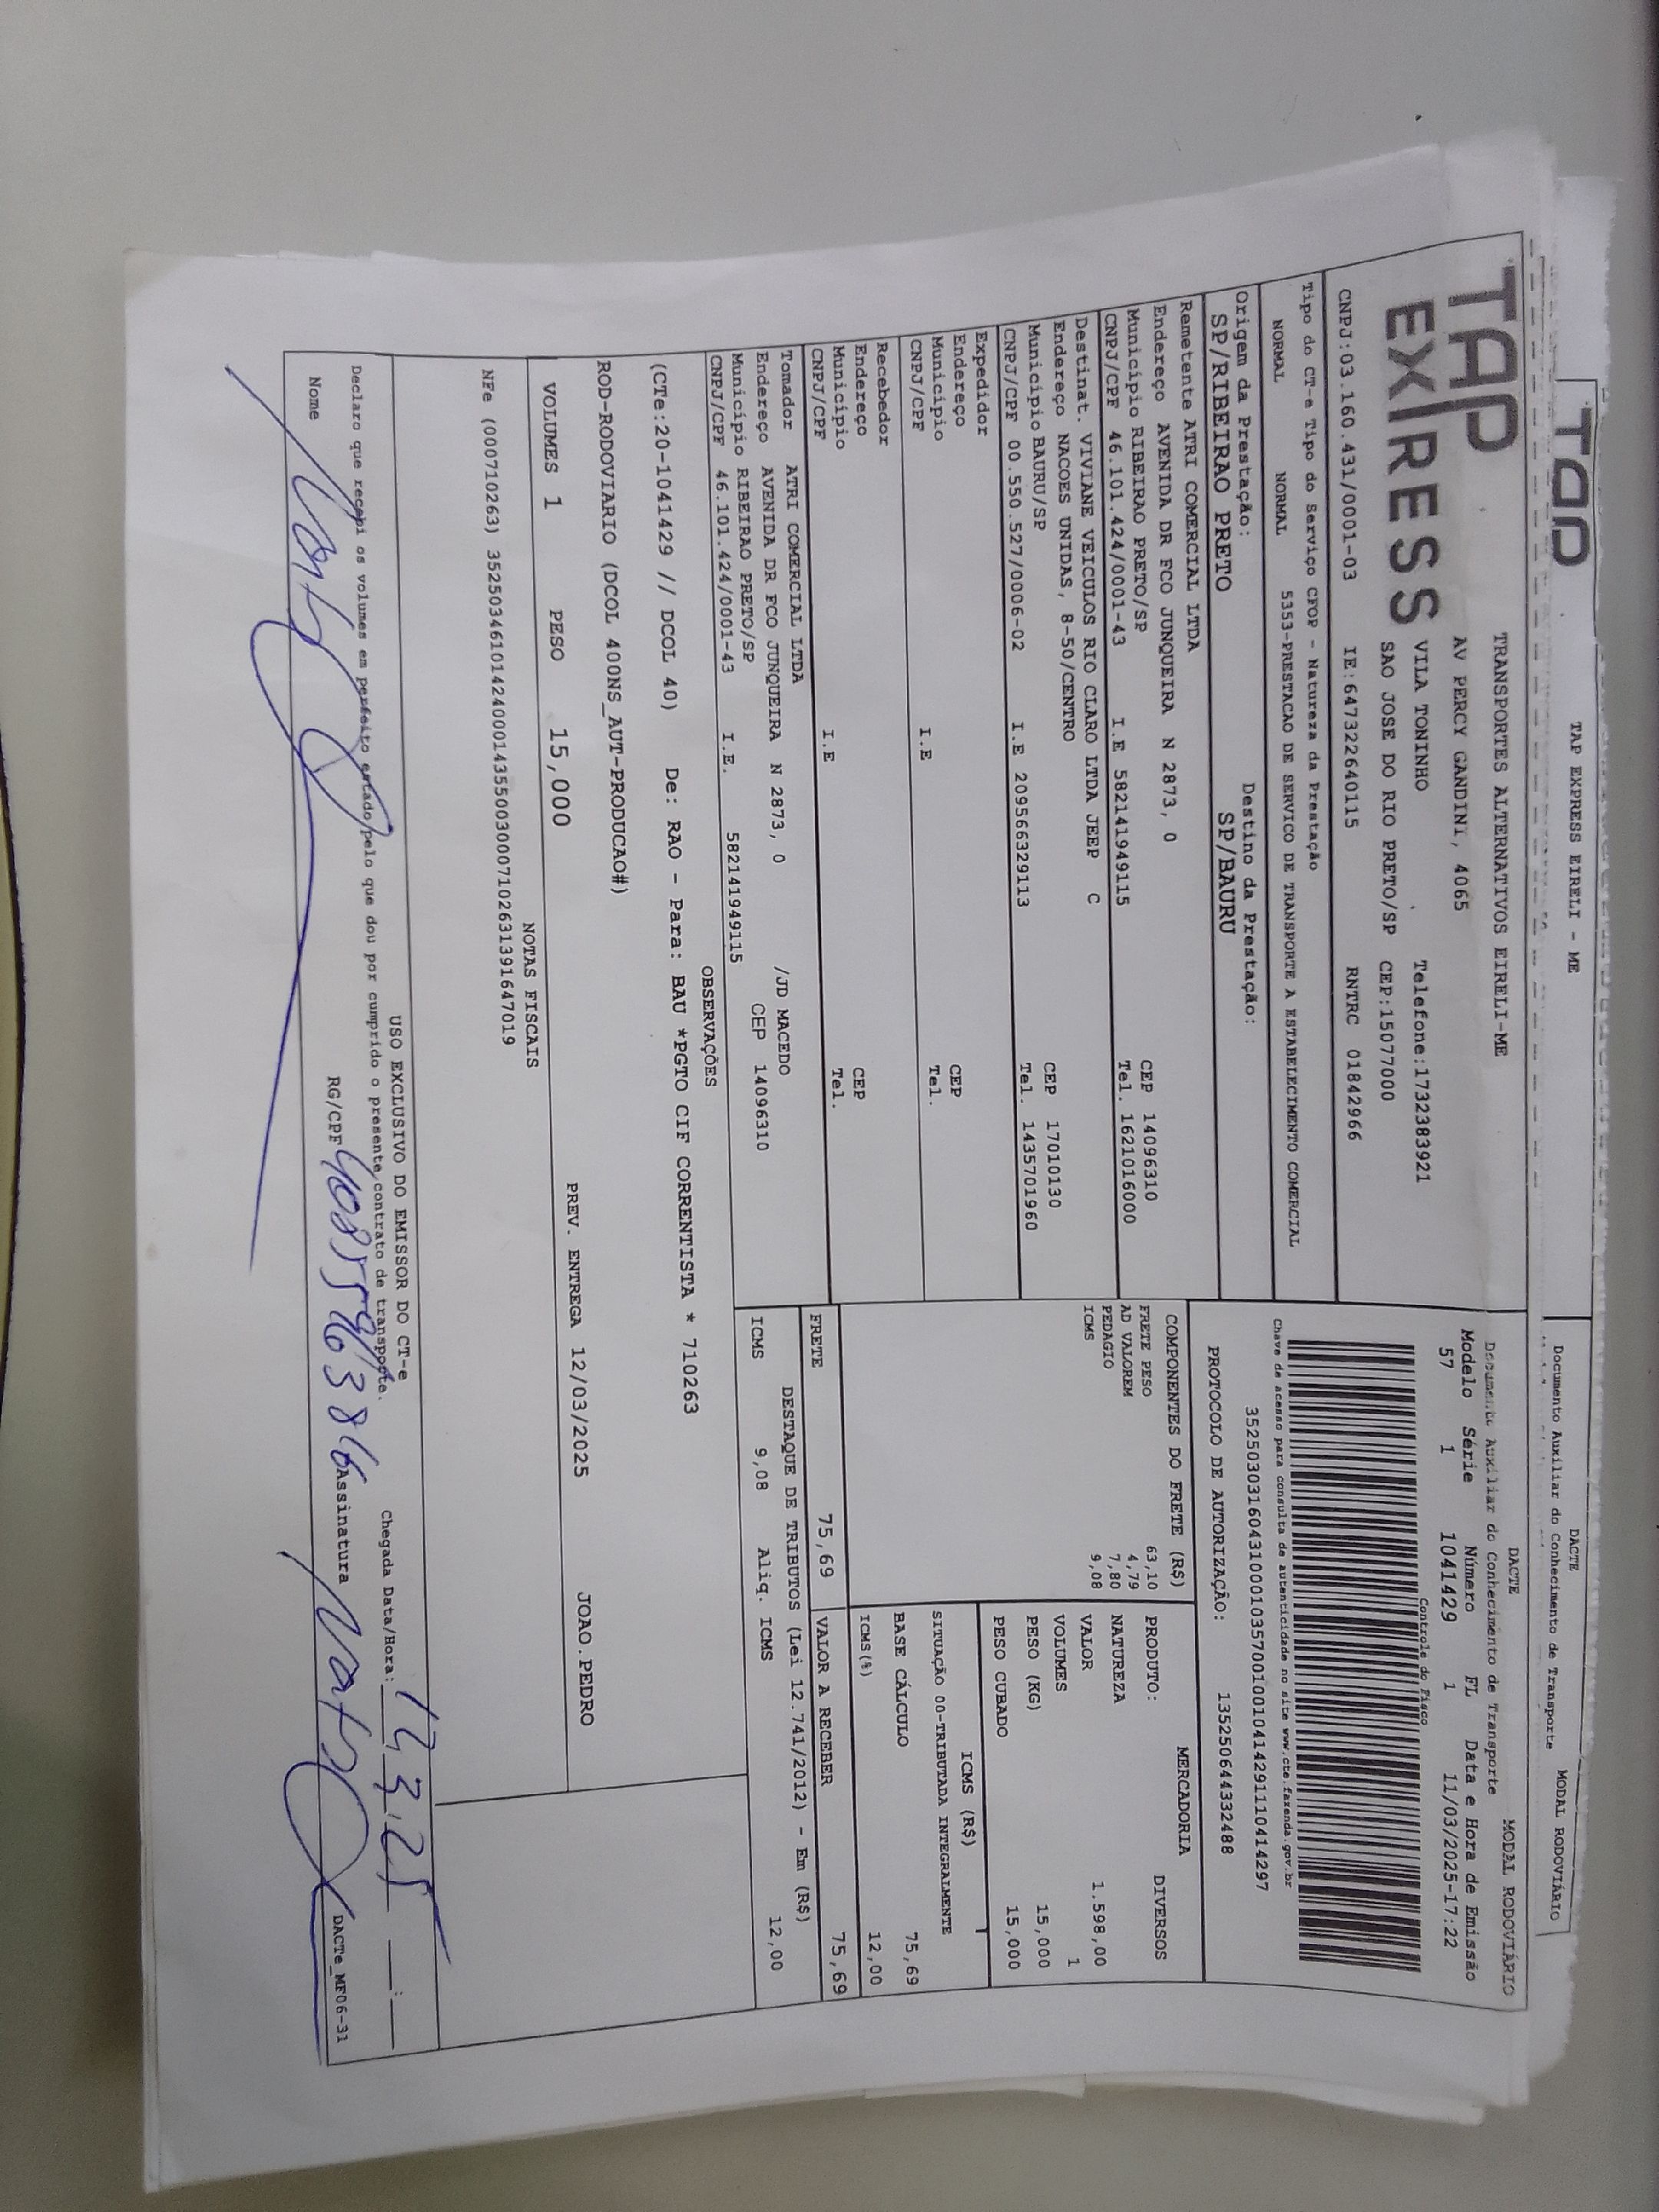 TAP EXPRESS EIRELI - ME
DACTE
MODAL RODOVIÁRIO
Documento Auxiliar do Conhecimento de Transporte
TAP EXPRESS
TRANSPORTES ALTERNATIVOS EIRELI-ME
AV PERCY GANDINI, 4065
VILA TONINHO Telefone:1732383921
SAO JOSE DO RIO PRETO/SP CEP:15077000
CNPJ:03.160.431/0001-03 IE:647322640115 RNTRC 01842966
DACTE MODAL RODOVIÁRIO
Documento Auxiliar do Conhecimento de Transporte
Modelo Série Número FL Data e Hora de Emissão
57 1 1041429 1 11/03/2025-17:22
Controle do Fisco
Chave de acesso para consulta de autenticidade no site www.cte.fazenda.gov.br
35250303160431000103570010010414291110414297
PROTOCOLO DE AUTORIZAÇÃO: 135250644332488
Tipo do CT-e Tipo do Serviço CFOP - Natureza da Prestação
NORMAL NORMAL 5353-PRESTACAO DE SERVICO DE TRANSPORTE A ESTABELECIMENTO COMERCIAL
Origem da Prestação: Destino da Prestação:
SP/RIBEIRAO PRETO SP/BAURU
Remetente ATRI COMERCIAL LTDA
Endereço AVENIDA DR FCO JUNQUEIRA N 2873, 0
Município RIBEIRAO PRETO/SP CEP 14096310
CNPJ/CPF 46.101.424/0001-43 I.E 582141949115 Tel. 1621016000
Destinat. VIVIANE VEICULOS RIO CLARO LTDA JEEP C
Endereço NACOES UNIDAS, 8-50/CENTRO
Município BAURU/SP CEP 17010130
CNPJ/CPF 00.550.527/0006-02 I.E 209566329113 Tel. 1435701960
Expedidor
Endereço
Município CEP
CNPJ/CPF I.E Tel.
Recebedor
Endereço
Município CEP
CNPJ/CPF I.E Tel.
Tomador ATRI COMERCIAL LTDA
Endereço AVENIDA DR FCO JUNQUEIRA N 2873, 0 /JD MACEDO
Município RIBEIRAO PRETO/SP CEP 14096310
CNPJ/CPF 46.101.424/0001-43 I.E. 582141949115
COMPONENTES DO FRETE (R$)
FRETE PESO 63,10
AD VALOREM 4,79
PEDAGIO 7,80
ICMS 9,08
MERCADORIA
PRODUTO: DIVERSOS
NATUREZA
VALOR 1.598,00
VOLUMES 1
PESO (KG) 15,000
PESO CUBADO 15,000
ICMS (R$)
SITUAÇÃO 00-TRIBUTADA INTEGRALMENTE
BASE CÁLCULO 75,69
ICMS(%) 12,00
FRETE 75,69 VALOR A RECEBER 75,69
DESTAQUE DE TRIBUTOS (Lei 12.741/2012) - Em (R$)
ICMS 9,08 Aliq. ICMS 12,00
OBSERVAÇÕES
(CTe:20-1041429 // DCOL 40) De: RAO - Para: BAU *PGTO CIF CORRENTISTA * 710263
ROD-RODOVIARIO (DCOL 400NS_AUT-PRODUCAO#)
VOLUMES 1 PESO 15,000 PREV. ENTREGA 12/03/2025 JOAO.PEDRO
NOTAS FISCAIS
NFe (000710263) 35250346101424000143550030007102631391647019
USO EXCLUSIVO DO EMISSOR DO CT-e
Declaro que recebi os volumes em perfeito estado pelo que dou por cumprido o presente contrato de transporte.
Chegada Data/Hora: __:__
Nome RG/CPF Assinatura
DACTe_MF06-31